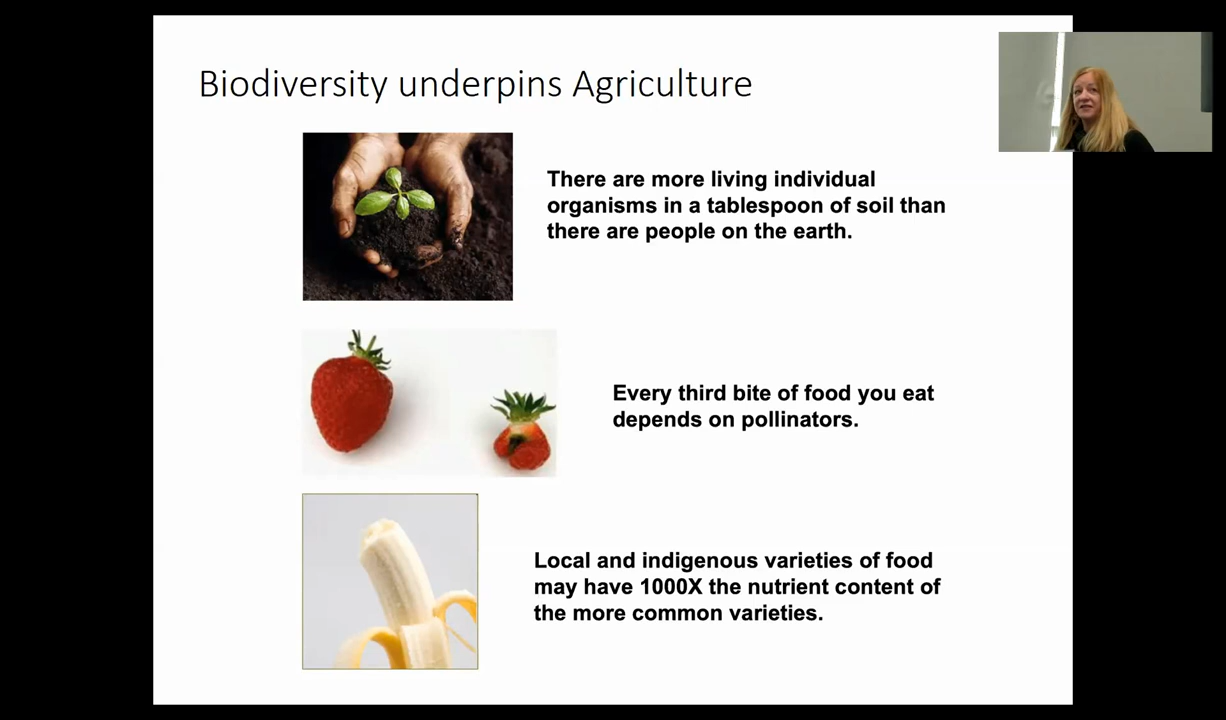 Biodiversity underpins Agriculture
There are more living individual
organisms in a tablespoon of soil than
there are people on the earth.
Every third bite of food you eat
depends on pollinators.
Local and indigenous varieties of food
may have 1000X the nutrient content of
the more common varieties.